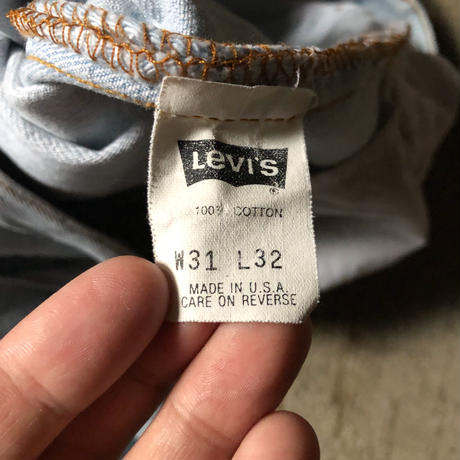 Levi's
®
100% COTTON
W31 L32
MADE IN U.S.A.
CARE ON REVERSE